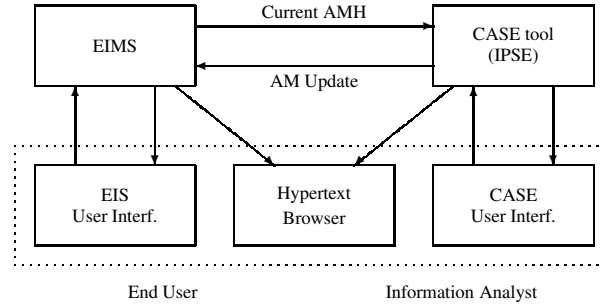 Current AMH
EIMS
CASE tool
(IPSE)
AM Update
EIS
User Interf.
Hypertext
Browser
CASE
User Interf.
End User
Information Analyst